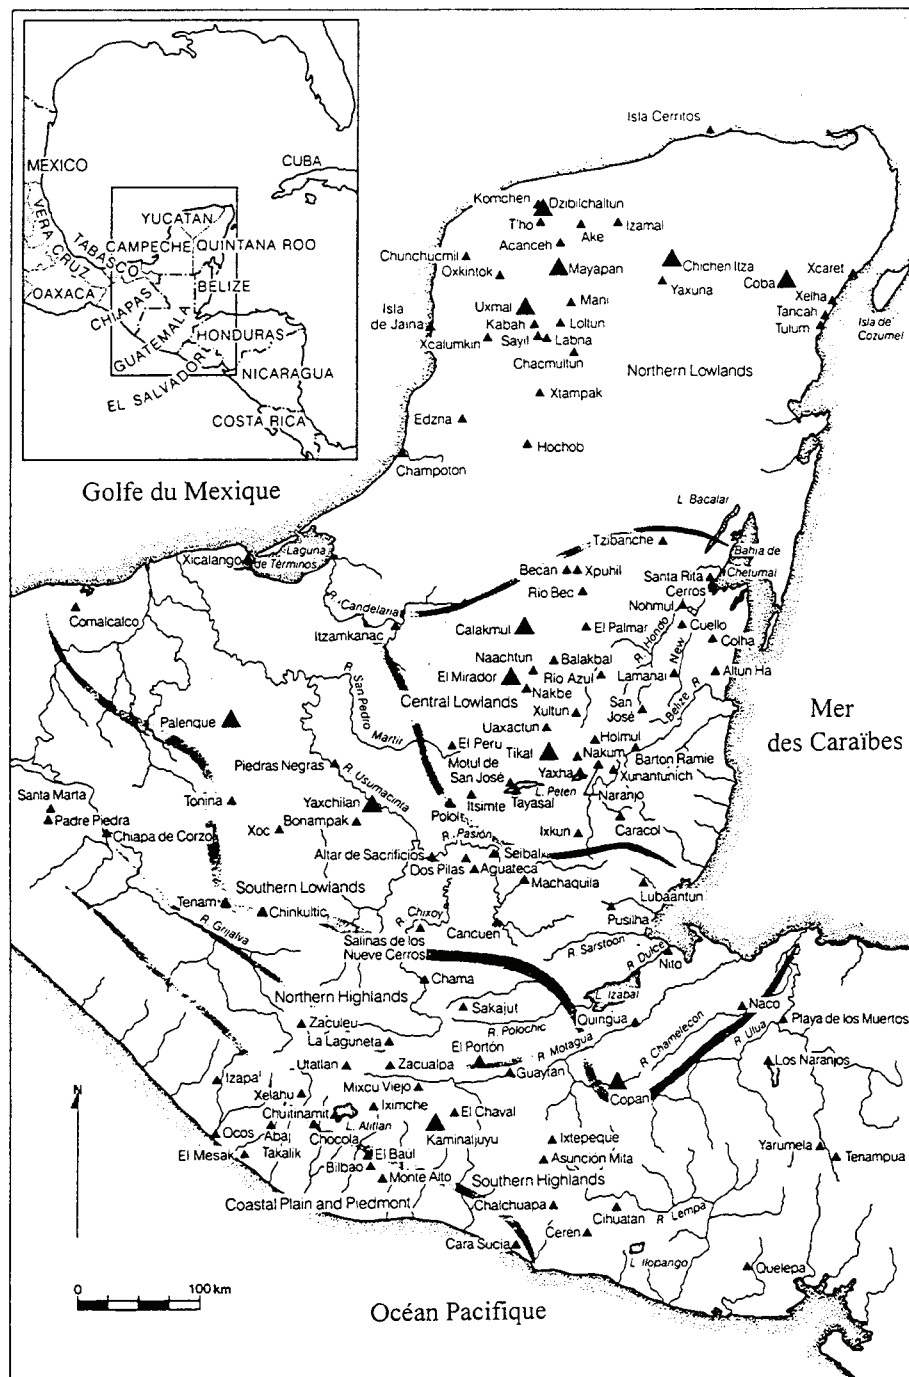 MEXICO
CUBA
YUCATAN
VERA CRUZ
TABASCO
CAMPECHE
QUINTANA ROO
OAXACA
CHIAPAS
BELIZE
GUATEMALA
HONDURAS
EL SALVADOR
NICARAGUA
COSTA RICA
Isla Cerritos
Komchen
Dzibilchaltun
T'ho
Ake
Izamal
Acanceh
Chunchucmil
Oxkintok
Mayapan
Chichen Itza
Yaxuna
Coba
Xcaret
Xelha
Tancah
Tulum
Isla de
Cozumel
Isla
de Jaina
Uxmal
Mani
Kabah
Loltun
Xcalumkin
Sayil
Labna
Chacmultun
Northern Lowlands
Xtampak
Edzna
Hochob
Champoton
Golfe du Mexique
L. Bacalar
Xicalango
Laguna
de Términos
Tzibanche
Bahia de
Chetumal
Becan
Xpuhil
Santa Rita
Rio Bec
Cerros
Nohmul
Comalcalco
R. Candelaria
Itzamkanac
Calakmul
El Palmar
R. Hondo
New R.
Cuello
Colha
Naachtun
Balakbal
El Mirador
Rio Azul
Lamanai
Altun Ha
Nakbe
R. San Pedro Martir
Central Lowlands
Xultun
San
José
Belize R.
Mer
des Caraïbes
Palenque
Uaxactun
Holmul
El Peru
Tikal
Nakum
Barton Ramie
Piedras Negras
R. Usumacinta
Motul de
San José
Yaxha
Xunantunich
L. Peten
Naranjo
Santa Marta
Tonina
Yaxchilan
Itsimte
Tayasal
Padre Piedra
Bonampak
Polol
Chiapa de Corzo
Xoc
R. Pasión
Ixkun
Caracol
Altar de Sacrificios
Seibal
Dos Pilas
Aguateca
Machaquila
Lubaantun
Southern Lowlands
Tenam
Chinkultic
R. Chixoy
Pusilha
R. Grijalva
Cancuen
Salinas de los
Nueve Cerros
R. Sarstoon
R. Dulce
Nito
Chama
L. Izabal
Northern Highlands
Sakajut
Naco
Zaculeu
R. Polochic
Quirigua
Playa de los Muertos
La Laguneta
El Portón
R. Motagua
R. Chamelecon
R. Ulua
Utatlan
Zacualpa
Guaytan
Los Naranjos
Izapa
Mixcu Viejo
Xelahu
Copan
N
Iximche
El Chaval
Chuitinamit
L. Atitlan
Ocos
Abaj
Takalik
Chocola
Kaminaljuyu
Ixtepeque
El Mesak
El Baúl
Asunción Mita
Yarumela
Tenampua
Bilbao
Monte Alto
Southern Highlands
Coastal Plain and Piedmont
Chalchuapa
Cihuatan
R. Lempa
Ceren
Cara Sucia
L. Ilopango
Quelepa
0 100 km
Océan Pacifique